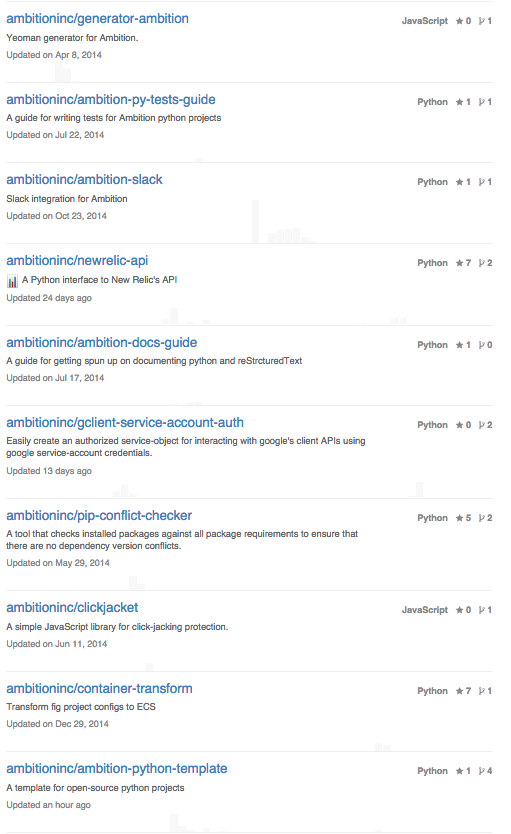 ambitioninc/generator-ambition
JavaScript 0 1
Yeoman generator for Ambition.
Updated on Apr 8, 2014
ambitioninc/ambition-py-tests-guide
Python 1 1
A guide for writing tests for Ambition python projects
Updated on Jul 22, 2014
ambitioninc/ambition-slack
Python 1 1
Slack integration for Ambition
Updated on Oct 23, 2014
ambitioninc/newrelic-api
Python 7 2
A Python interface to New Relic's API
Updated 24 days ago
ambitioninc/ambition-docs-guide
Python 1 0
A guide for getting spun up on documenting python and reStrcturedText
Updated on Jul 17, 2014
ambitioninc/gclient-service-account-auth
Python 0 2
Easily create an authorized service-object for interacting with google's client APIs using
google service-account credentials.
Updated 13 days ago
ambitioninc/pip-conflict-checker
Python 5 2
A tool that checks installed packages against all package requirements to ensure that
there are no dependency version conflicts.
Updated on May 29, 2014
ambitioninc/clickjacket
JavaScript 0 1
A simple JavaScript library for click-jacking protection.
Updated on Jun 11, 2014
ambitioninc/container-transform
Python 7 1
Transform fig project configs to ECS
Updated on Dec 29, 2014
ambitioninc/ambition-python-template
Python 1 4
A template for open-source python projects
Updated an hour ago